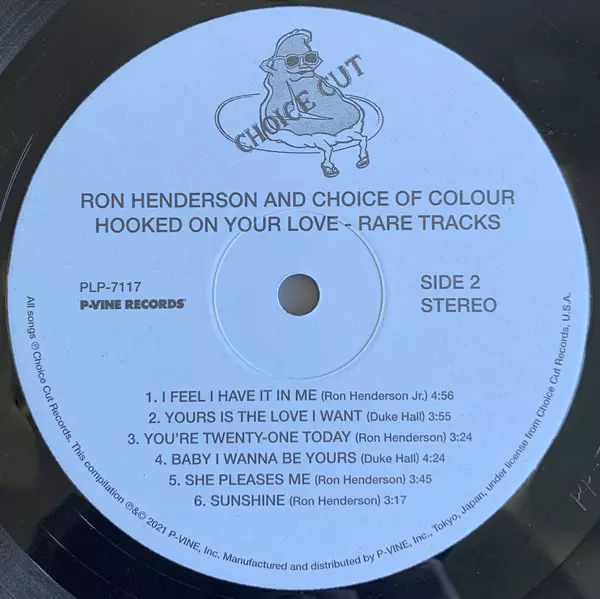 CHOICE CUT
RON HENDERSON AND CHOICE OF COLOUR
HOOKED ON YOUR LOVE - RARE TRACKS
PLP-7117
P-VINE RECORDS
SIDE 2
STEREO
1. I FEEL I HAVE IT IN ME (Ron Henderson Jr.) 4:56
2. YOURS IS THE LOVE I WANT (Duke Hall) 3:55
3. YOU'RE TWENTY-ONE TODAY (Ron Henderson) 3:24
4. BABY I WANNA BE YOURS (Duke Hall) 4:24
5. SHE PLEASES ME (Ron Henderson) 3:45
6. SUNSHINE (Ron Henderson) 3:17
All songs ℗ Choice Cut Records. This compilation ℗&© 2021 P-VINE, Inc. Manufactured and distributed by P-VINE, Inc., Tokyo, Japan, under license from Choice Cut Records, U.S.A.